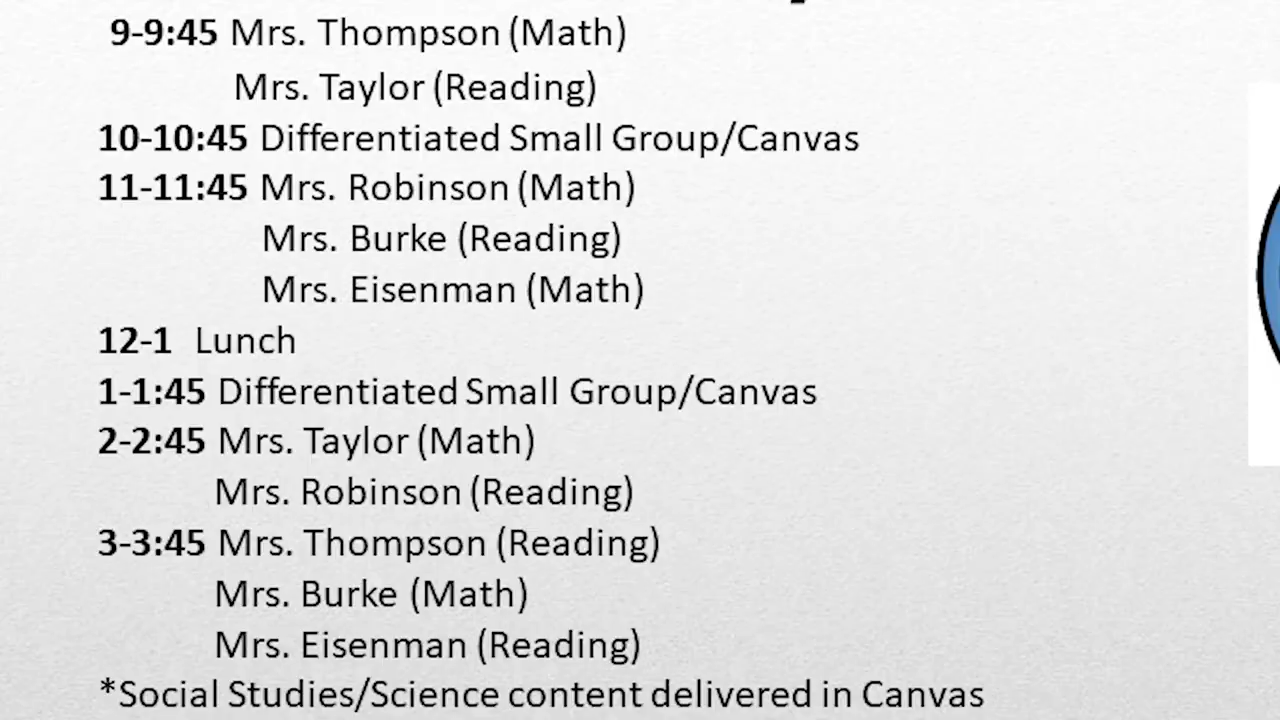 9-9:45 Mrs. Thompson (Math)
Mrs. Taylor (Reading)
10-10:45 Differentiated Small Group/Canvas
11-11:45 Mrs. Robinson (Math)
Mrs. Burke (Reading)
Mrs. Eisenman (Math)
12-1 Lunch
1-1:45 Differentiated Small Group/Canvas
2-2:45 Mrs. Taylor (Math)
Mrs. Robinson (Reading)
3-3:45 Mrs. Thompson (Reading)
Mrs. Burke (Math)
Mrs. Eisenman (Reading)
*Social Studies/Science content delivered in Canvas